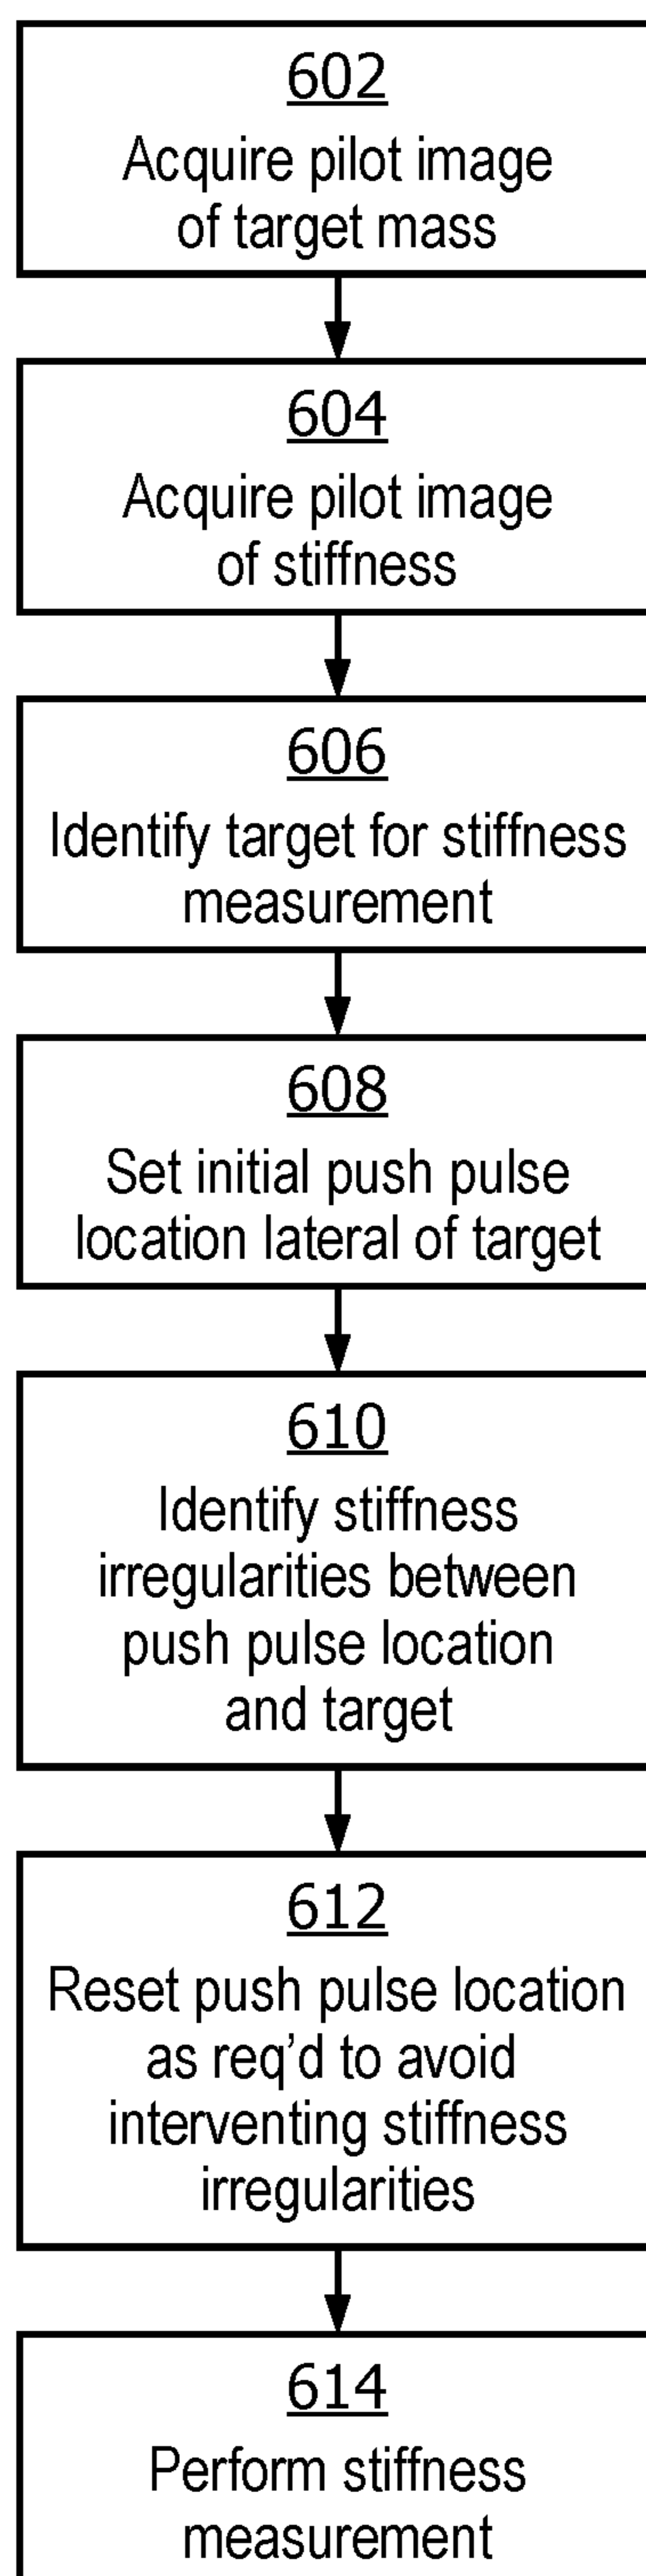 602
Acquire pilot image
of target mass
604
Acquire pilot image
of stiffness
606
Identify target for stiffness
measurement
608
Set initial push pulse
location lateral of target
610
Identify stiffness
irregularities between
push pulse location
and target
612
Reset push pulse location
as req’d to avoid
interventing stiffness
irregularities
614
Perform stiffness
measurement